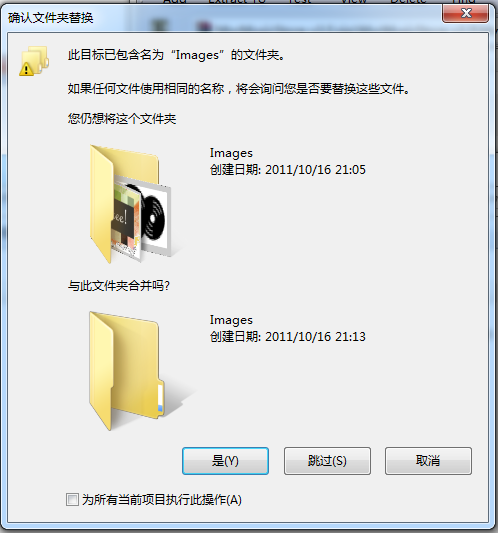 Add Extract To Test View Delete Find
确认文件夹替换
此目标已包含名为“Images”的文件夹。
如果任何文件使用相同的名称，将会询问您是否要替换这些文件。
您仍想将这个文件夹
Images
创建日期: 2011/10/16 21:05
与此文件夹合并吗?
Images
创建日期: 2011/10/16 21:13
是(Y) 跳过(S) 取消
为所有当前项目执行此操作(A)